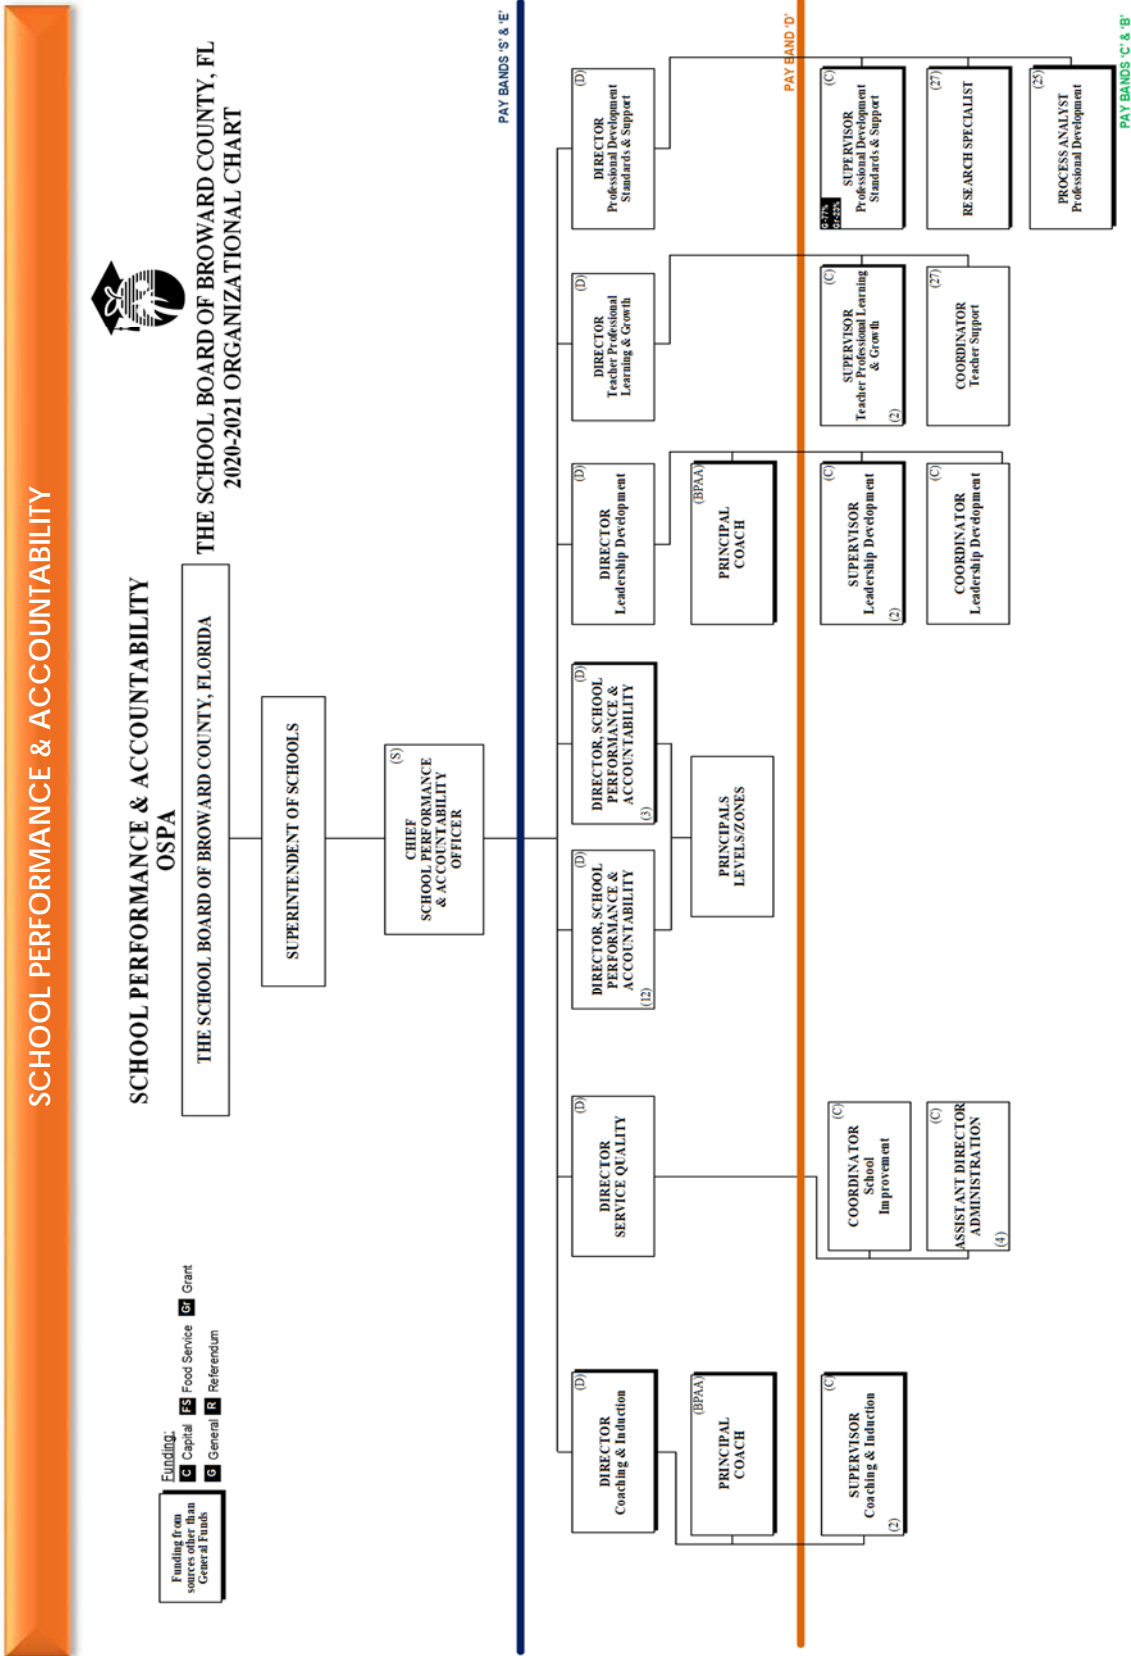 SCHOOL PERFORMANCE & ACCOUNTABILITY
SCHOOL PERFORMANCE & ACCOUNTABILITY
OSPA
THE SCHOOL BOARD OF BROWARD COUNTY, FL
2020-2021 ORGANIZATIONAL CHART
Funding from
sources other than
General Funds
Funding:
C Capital FS Food Service Gr Grant
G General R Referendum
THE SCHOOL BOARD OF BROWARD COUNTY, FLORIDA
SUPERINTENDENT OF SCHOOLS
(S)
CHIEF
SCHOOL PERFORMANCE
& ACCOUNTABILITY
OFFICER
PAY BANDS 'S' & 'E'
(D)
DIRECTOR
Coaching & Induction
(D)
DIRECTOR
SERVICE QUALITY
(D)
DIRECTOR, SCHOOL
PERFORMANCE &
ACCOUNTABILITY
(12)
(D)
DIRECTOR, SCHOOL
PERFORMANCE &
ACCOUNTABILITY
(3)
(D)
DIRECTOR
Leadership Development
(D)
DIRECTOR
Teacher Professional
Learning & Growth
(D)
DIRECTOR
Professional Development
Standards & Support
(BPAA)
PRINCIPAL
COACH
PRINCIPALS
LEVELS/ZONES
(BPAA)
PRINCIPAL
COACH
PAY BAND 'D'
(C)
SUPERVISOR
Coaching & Induction
(2)
(C)
COORDINATOR
School
Improvement
(C)
SUPERVISOR
Leadership Development
(2)
(C)
SUPERVISOR
Teacher Professional Learning
& Growth
(2)
G-77%
Gr-23%
(C)
SUPERVISOR
Professional Development
Standards & Support
(C)
ASSISTANT DIRECTOR
ADMINISTRATION
(4)
(C)
COORDINATOR
Leadership Development
(27)
COORDINATOR
Teacher Support
(27)
RESEARCH SPECIALIST
(25)
PROCESS ANALYST
Professional Development
PAY BANDS 'C' & 'B'